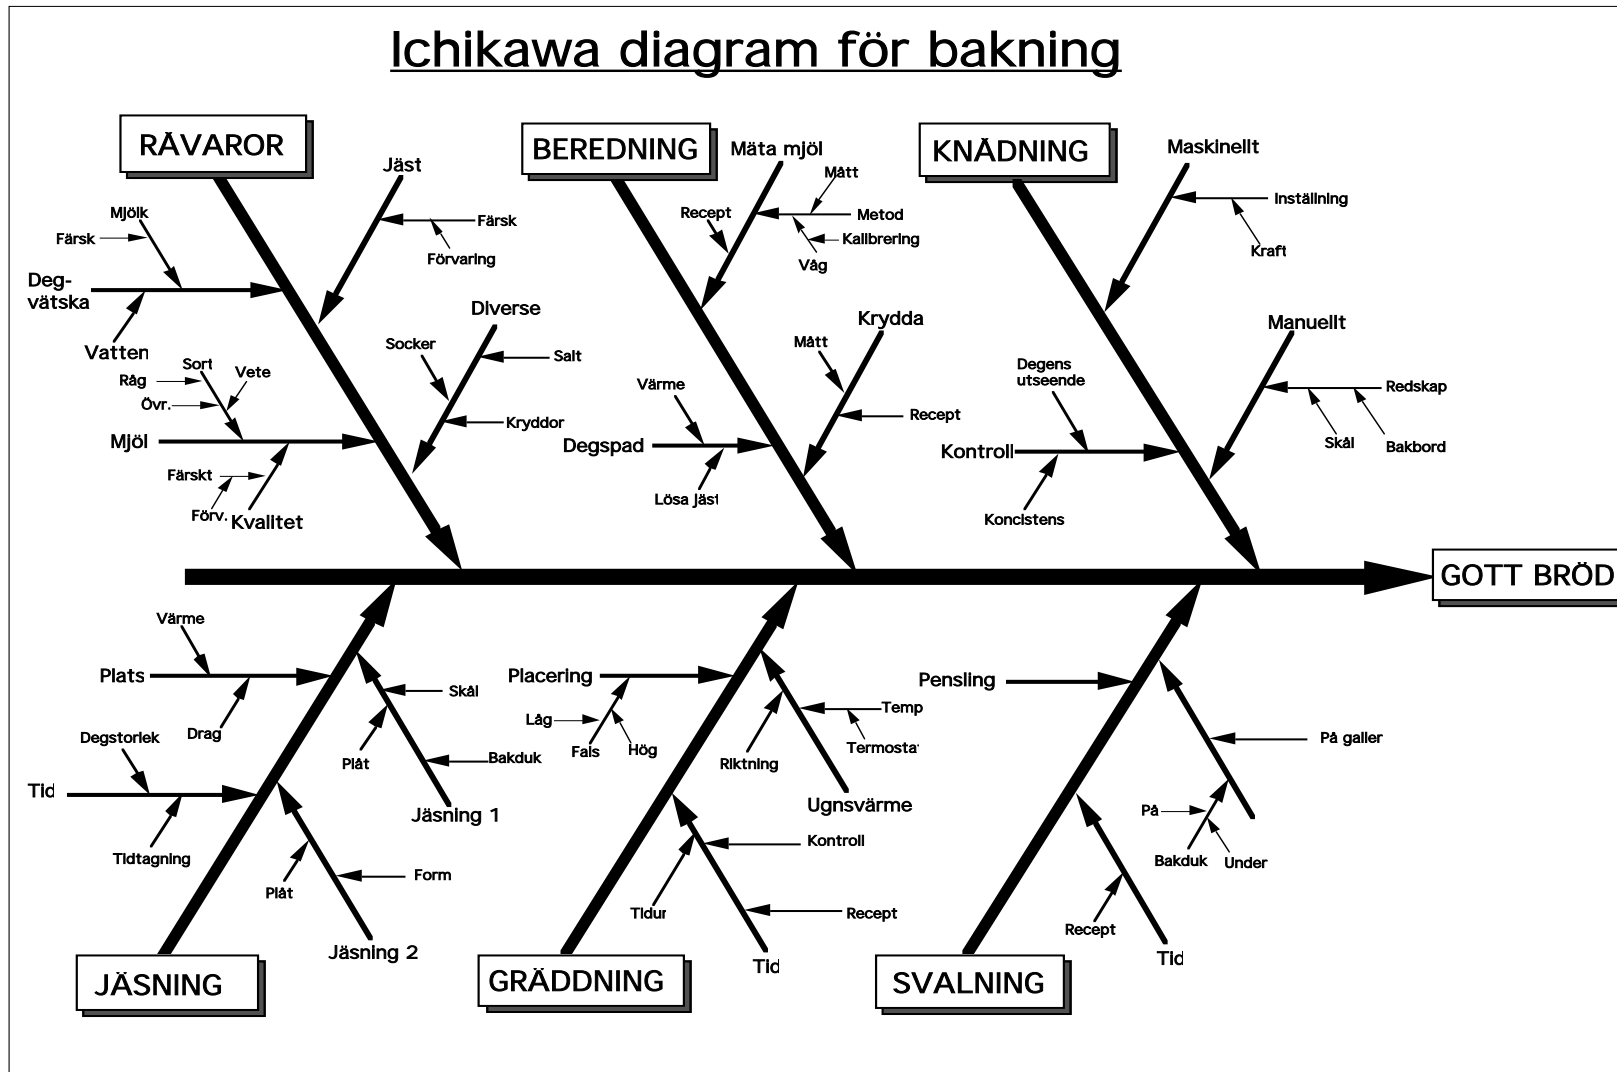 Ichikawa diagram för bakning
RÅVAROR
Jäst
Färsk
Förvaring
Mjölk
Färsk
Deg-
vätska
Vatten
Diverse
Socker
Salt
Kryddor
Sort
Råg
Vete
Övr.
Mjöl
Färskt
Förv.
Kvalitet
BEREDNING
Mäta mjöl
Mått
Recept
Metod
Kalibrering
Våg
Krydda
Mått
Recept
Värme
Degspad
Lösa jäst
KNÅDNING
Maskinellt
Inställning
Kraft
Manuellt
Degens
utseende
Redskap
Skål
Bakbord
Kontroll
Koncistens
GOTT BRÖD
Värme
Plats
Drag
Skål
Plåt
Bakduk
Jäsning 1
Degstorlek
Tid
Tidtagning
Plåt
Form
Jäsning 2
JÄSNING
Placering
Låg
Fals
Hög
Temp
Termostat
Riktning
Ugnsvärme
Kontroll
Tidur
Recept
Tid
GRÄDDNING
Pensling
På galler
På
Bakduk
Under
Recept
Tid
SVALNING